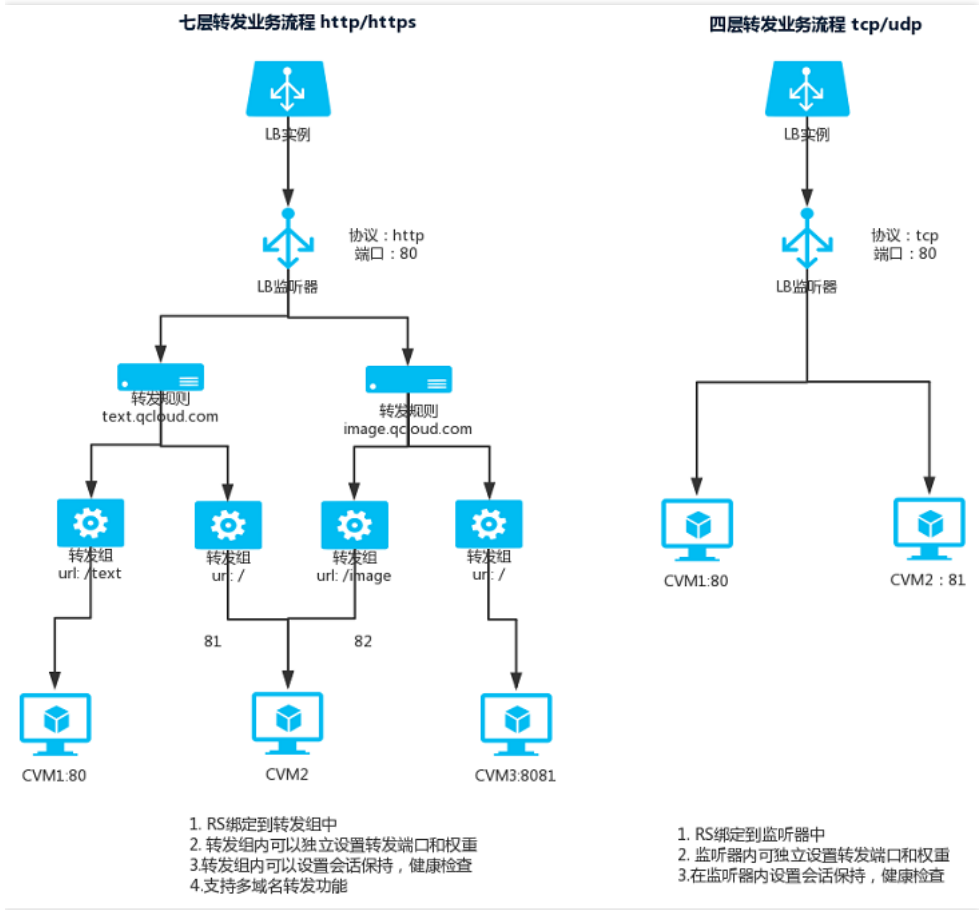 七层转发业务流程 http/https
LB实例
协议：http
端口：80
LB监听器
转发规则
text.qcloud.com
转发规则
image.qcloud.com
转发组
url: /text
转发组
url: /
转发组
url: /image
转发组
url: /
81
82
CVM1:80
CVM2
CVM3:8081
1. RS绑定到转发组中
2. 转发组内可以独立设置转发端口和权重
3.转发组内可以设置会话保持，健康检查
4.支持多域名转发功能
四层转发业务流程 tcp/udp
LB实例
协议：tcp
端口：80
LB监听器
CVM1:80
CVM2：81
1. RS绑定到监听器中
2. 监听器内可独立设置转发端口和权重
3.在监听器内设置会话保持，健康检查